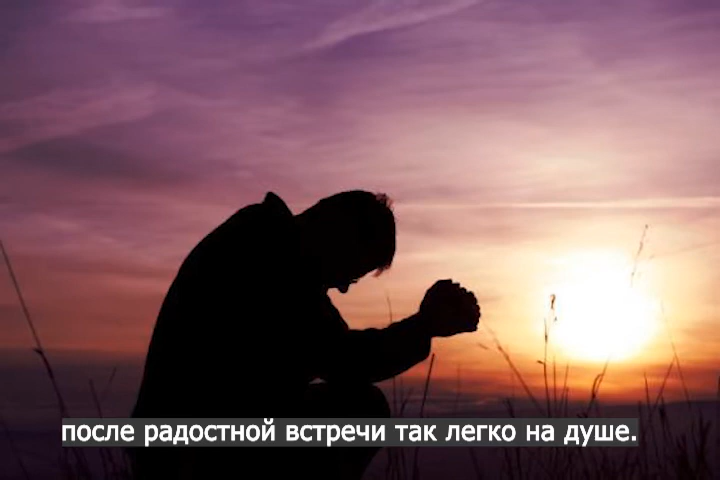 после радостной встречи так легко на душе.